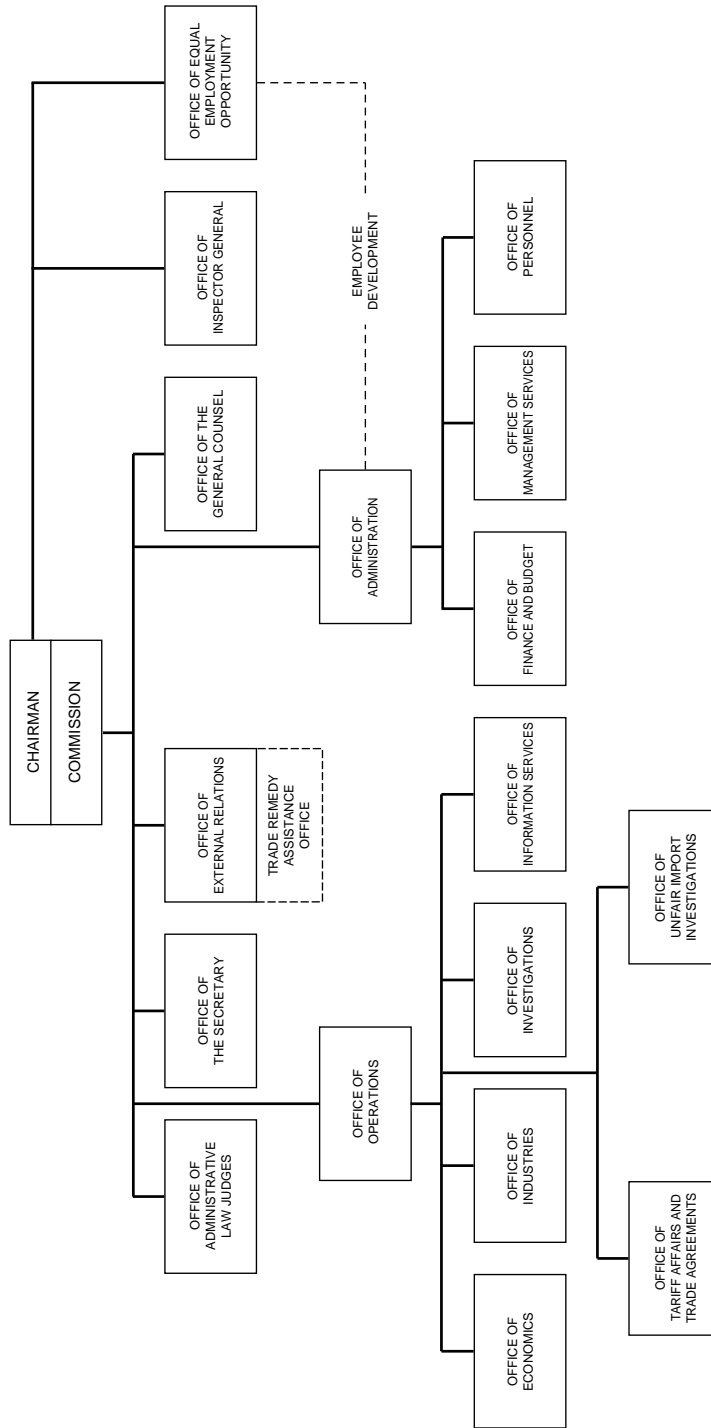 CHAIRMAN
COMMISSION
OFFICE OF
ADMINISTRATIVE
LAW JUDGES
OFFICE OF
THE SECRETARY
OFFICE OF
EXTERNAL RELATIONS
TRADE REMEDY
ASSISTANCE
OFFICE
OFFICE OF THE
GENERAL COUNSEL
OFFICE OF
INSPECTOR GENERAL
OFFICE OF EQUAL
EMPLOYMENT
OPPORTUNITY
OFFICE OF
OPERATIONS
OFFICE OF
ADMINISTRATION
EMPLOYEE
DEVELOPMENT
OFFICE OF
ECONOMICS
OFFICE OF
INDUSTRIES
OFFICE OF
INVESTIGATIONS
OFFICE OF
INFORMATION SERVICES
OFFICE OF
FINANCE AND BUDGET
OFFICE OF
MANAGEMENT SERVICES
OFFICE OF
PERSONNEL
OFFICE OF
TARIFF AFFAIRS AND
TRADE AGREEMENTS
OFFICE OF
UNFAIR IMPORT
INVESTIGATIONS